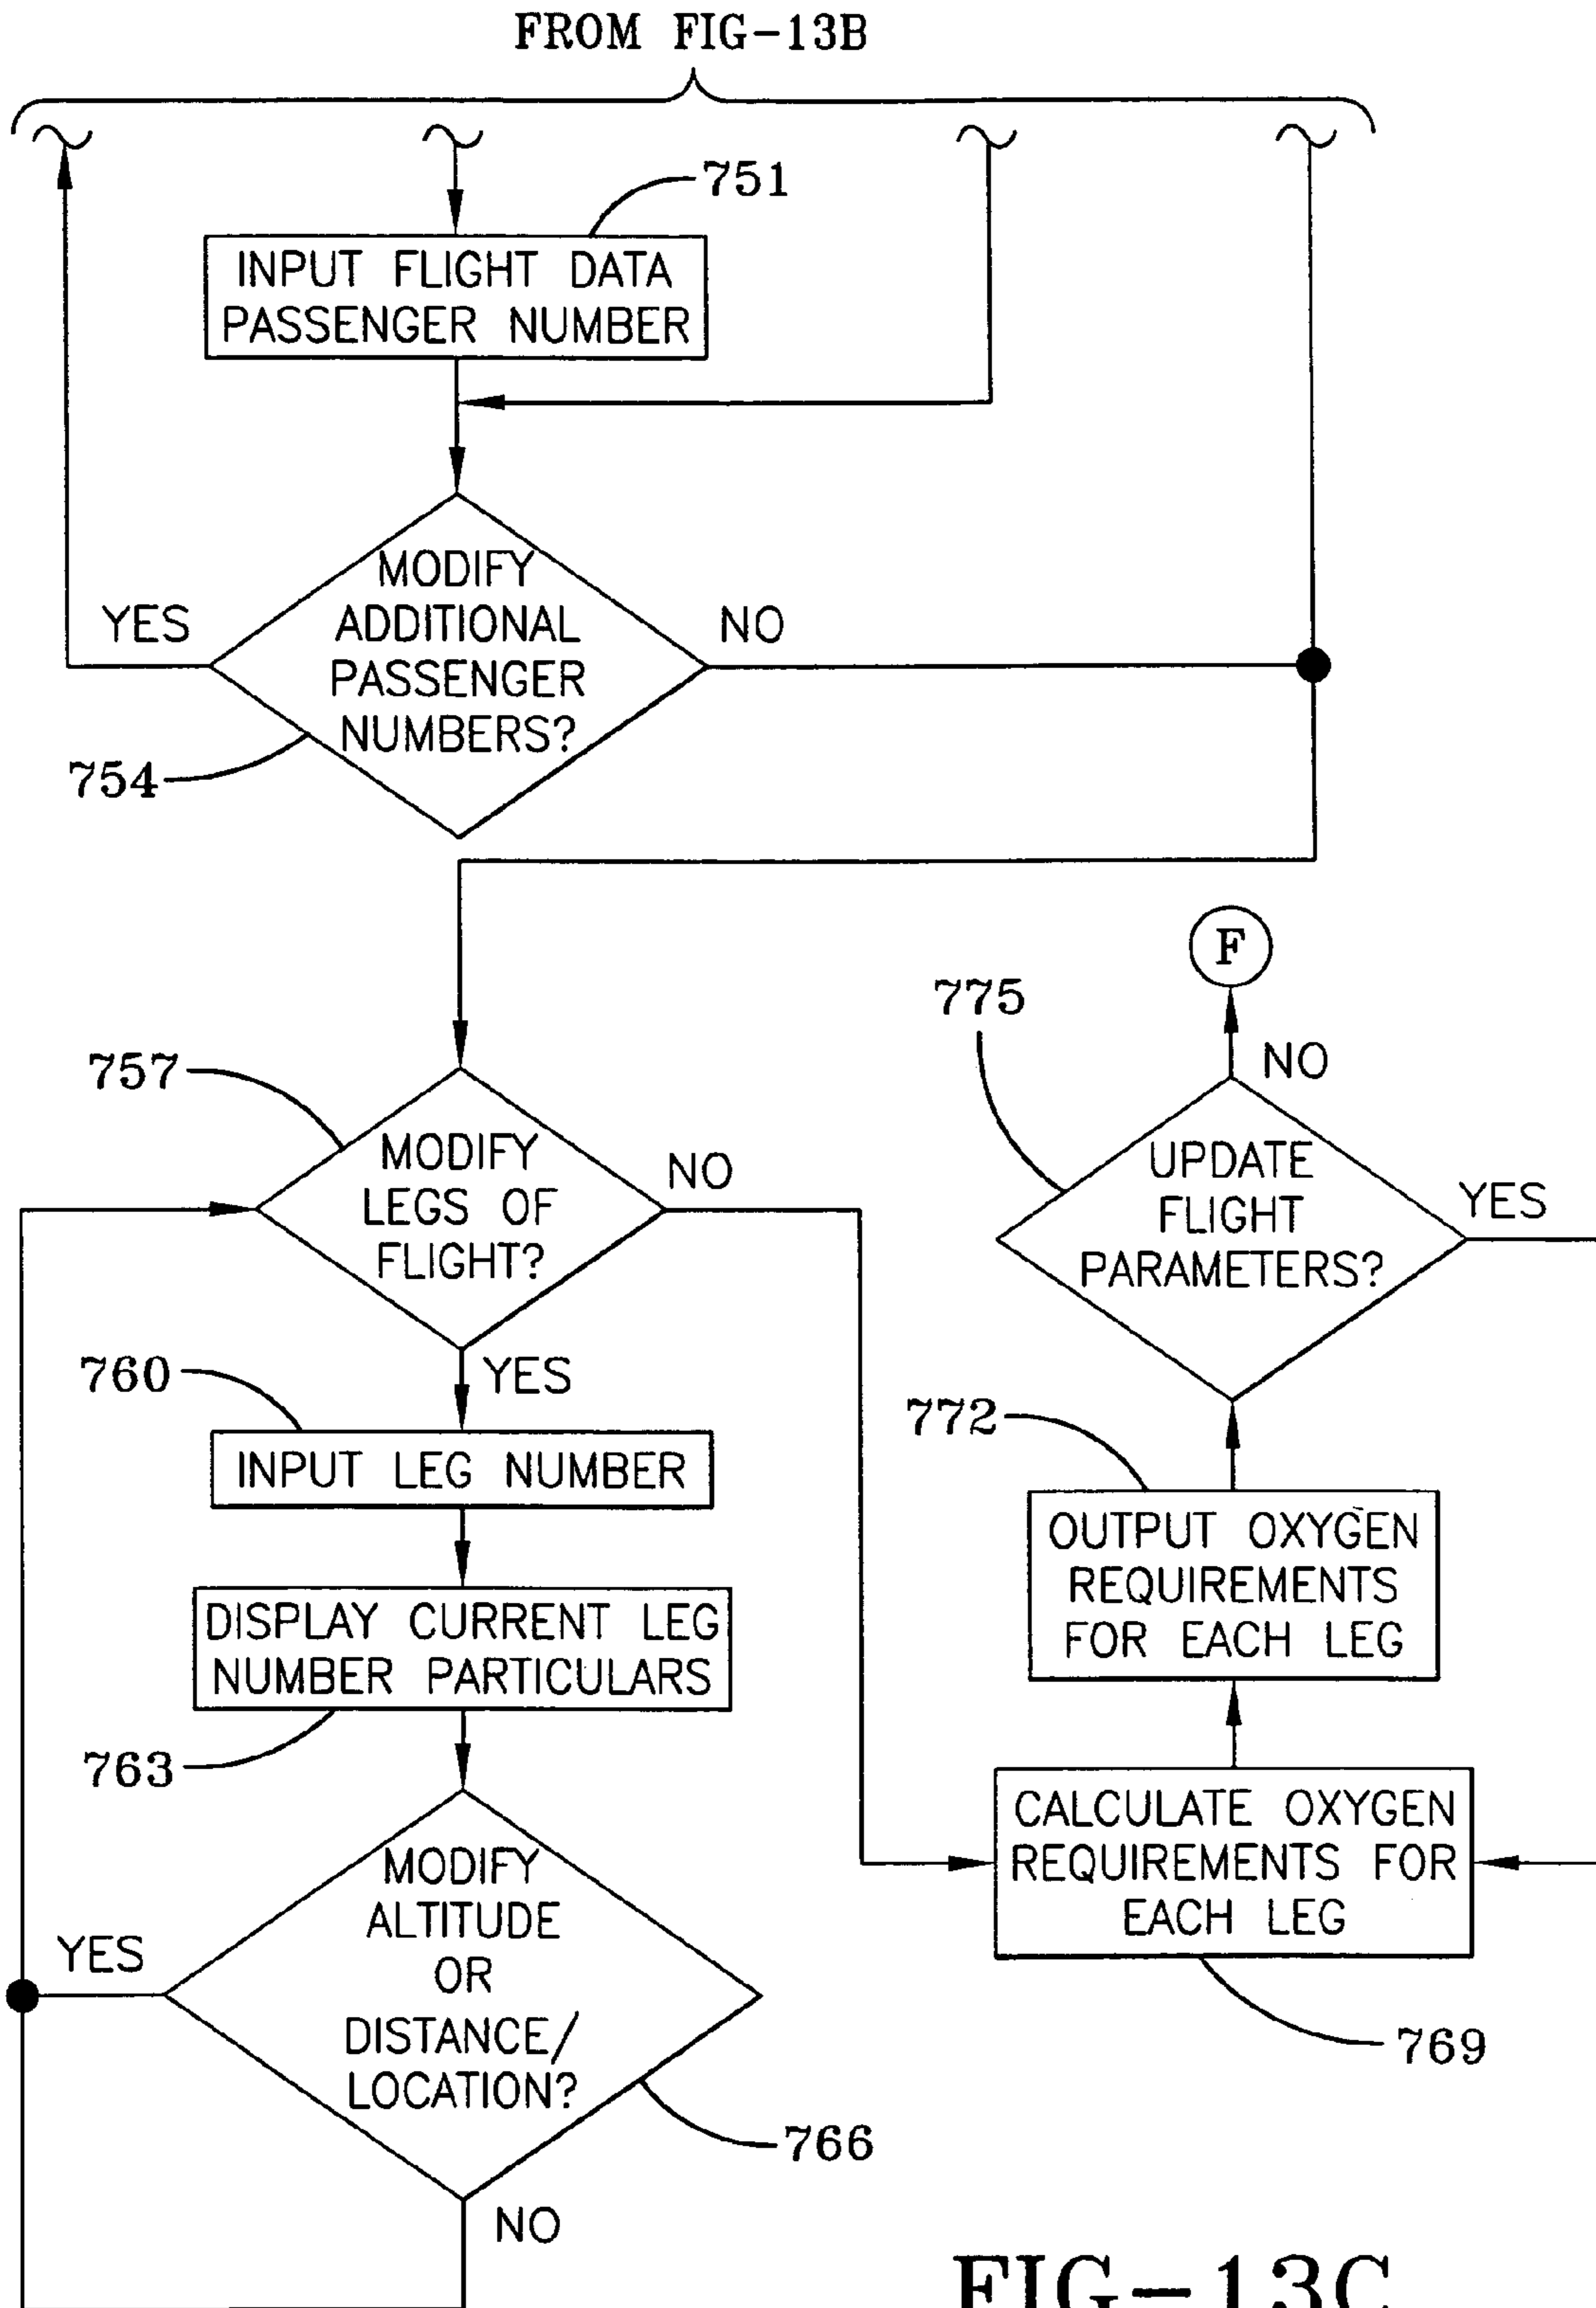 FROM FIG-13B
751
INPUT FLIGHT DATA
PASSENGER NUMBER
MODIFY
ADDITIONAL
PASSENGER
NUMBERS?
YES
NO
754
757
MODIFY
LEGS OF
FLIGHT?
NO
YES
760
INPUT LEG NUMBER
DISPLAY CURRENT LEG
NUMBER PARTICULARS
763
MODIFY
ALTITUDE
OR
DISTANCE/
LOCATION?
YES
766
NO
F
775
NO
UPDATE
FLIGHT
PARAMETERS?
YES
772
OUTPUT OXYGEN
REQUIREMENTS
FOR EACH LEG
CALCULATE OXYGEN
REQUIREMENTS FOR
EACH LEG
769
FIG-13C